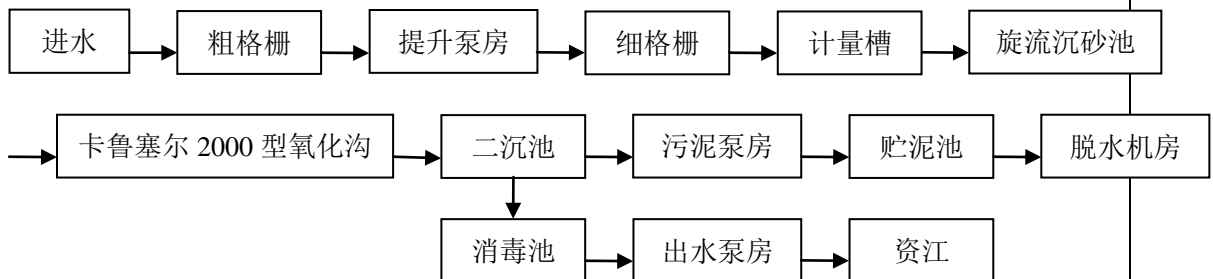 进水 粗格栅 提升泵房 细格栅 计量槽 旋流沉砂池
卡鲁塞尔 2000 型氧化沟 二沉池 污泥泵房 贮泥池 脱水机房
消毒池 出水泵房 资江